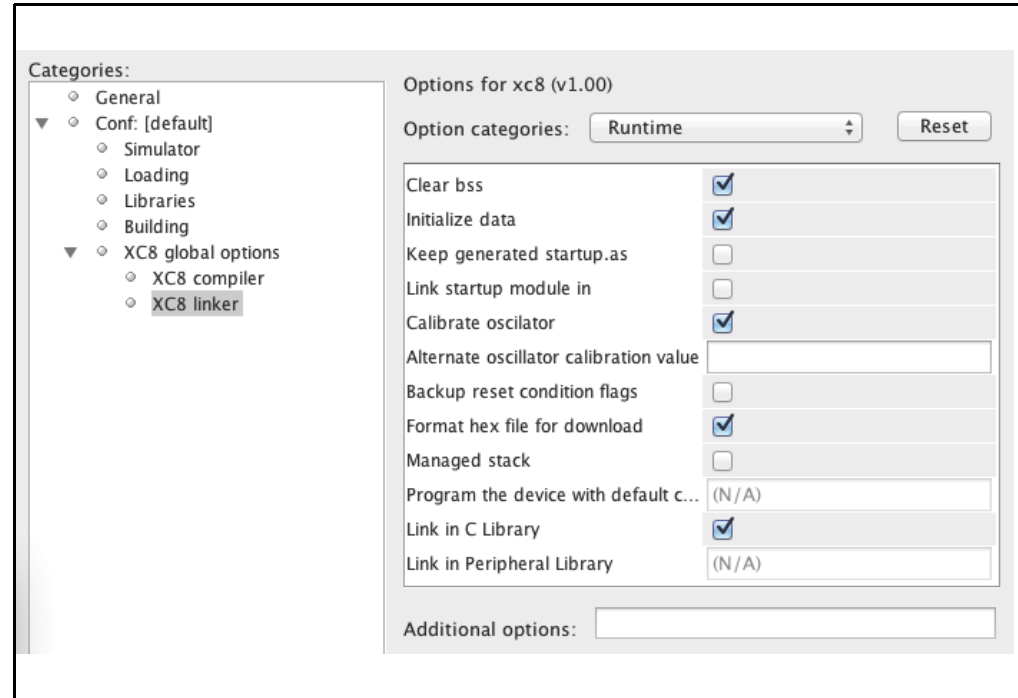 Categories:
General
Conf: [default]
Simulator
Loading
Libraries
Building
XC8 global options
XC8 compiler
XC8 linker
Options for xc8 (v1.00)
Option categories: Runtime Reset
Clear bss
Initialize data
Keep generated startup.as
Link startup module in
Calibrate oscilator
Alternate oscillator calibration value
Backup reset condition flags
Format hex file for download
Managed stack
Program the device with default c... (N/A)
Link in C Library
Link in Peripheral Library (N/A)
Additional options: